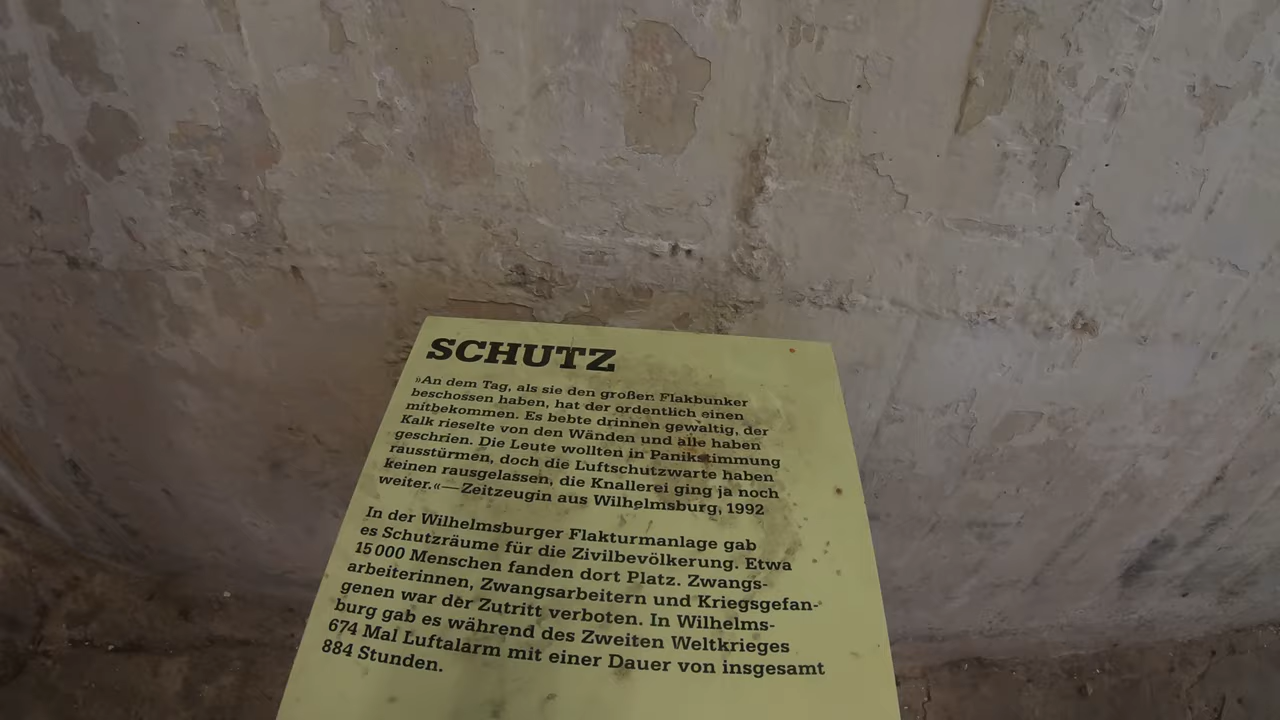 SCHUTZ
»An dem Tag, als sie den großen Flakbunker
beschossen haben, hat der ordentlich einen
mitbekommen. Es bebte drinnen gewaltig, der
Kalk rieselte von den Wänden und alle haben
geschrien. Die Leute wollten in Panikstimmung
rausstürmen, doch die Luftschutzwarte haben
keinen rausgelassen, die Knallerei ging ja noch
weiter.«—Zeitzeugin aus Wilhelmsburg, 1992
In der Wilhelmsburger Flakturmanlage gab
es Schutzräume für die Zivilbevölkerung. Etwa
15 000 Menschen fanden dort Platz. Zwangs-
arbeiterinnen, Zwangsarbeitern und Kriegsgefan-
genen war der Zutritt verboten. In Wilhelms-
burg gab es während des Zweiten Weltkrieges
674 Mal Luftalarm mit einer Dauer von insgesamt
884 Stunden.